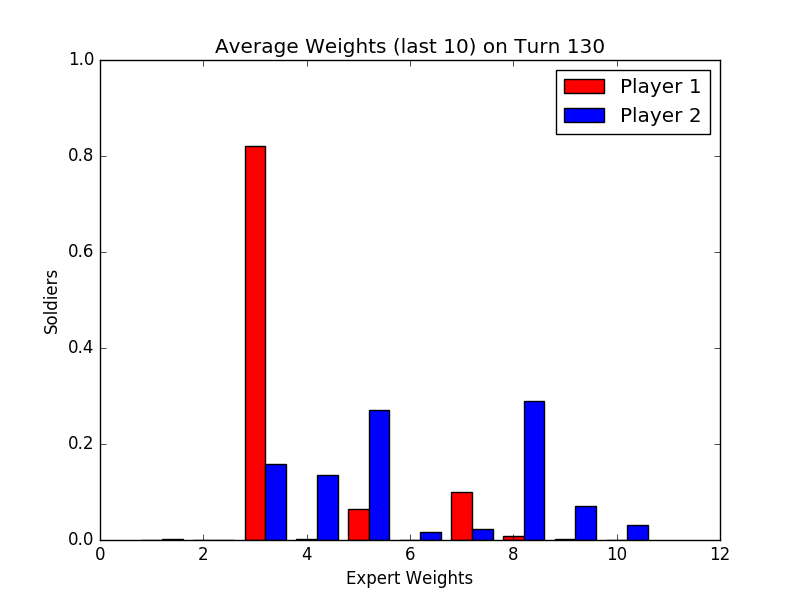 Average Weights (last 10) on Turn 130
1.0
0.8
0.6
0.4
0.2
0.0
Soldiers
Player 1
Player 2
0 2 4 6 8 10 12
Expert Weights